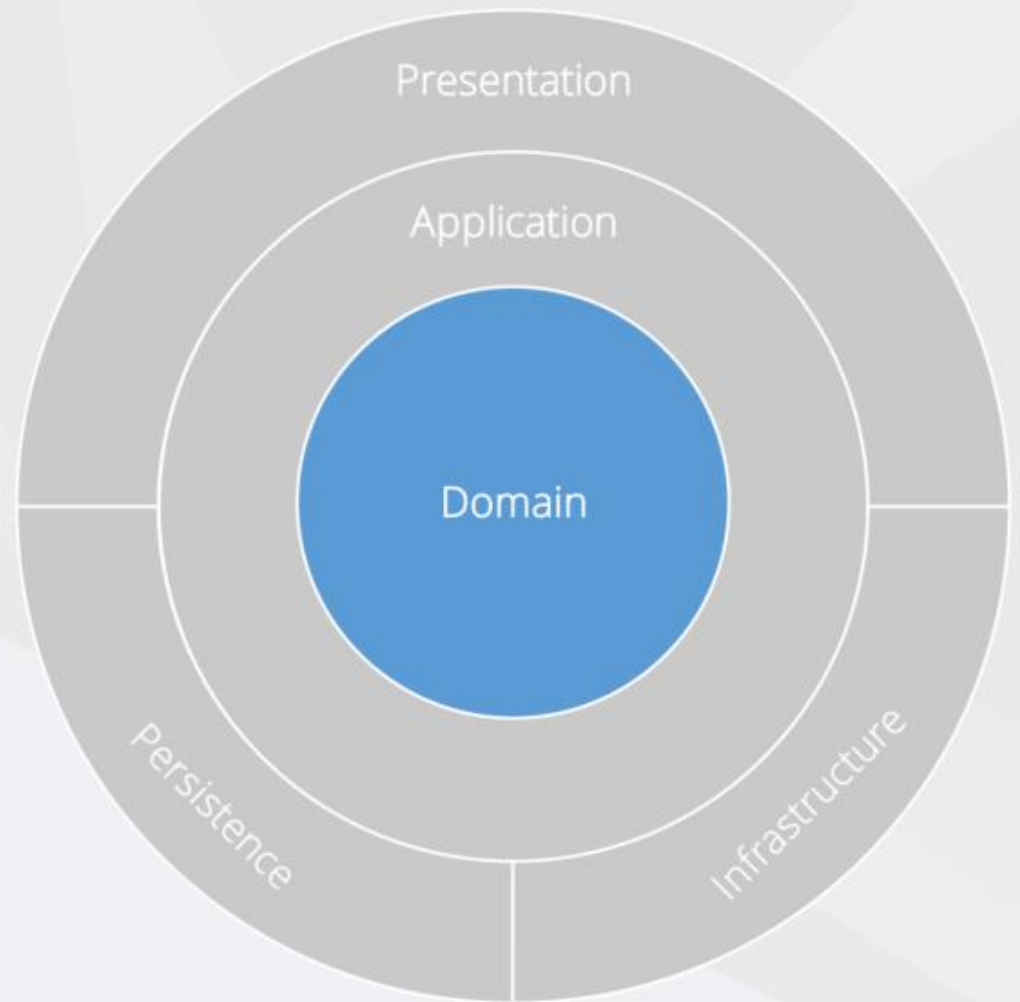 Presentation
Application
Domain
Persistence
Infrastructure